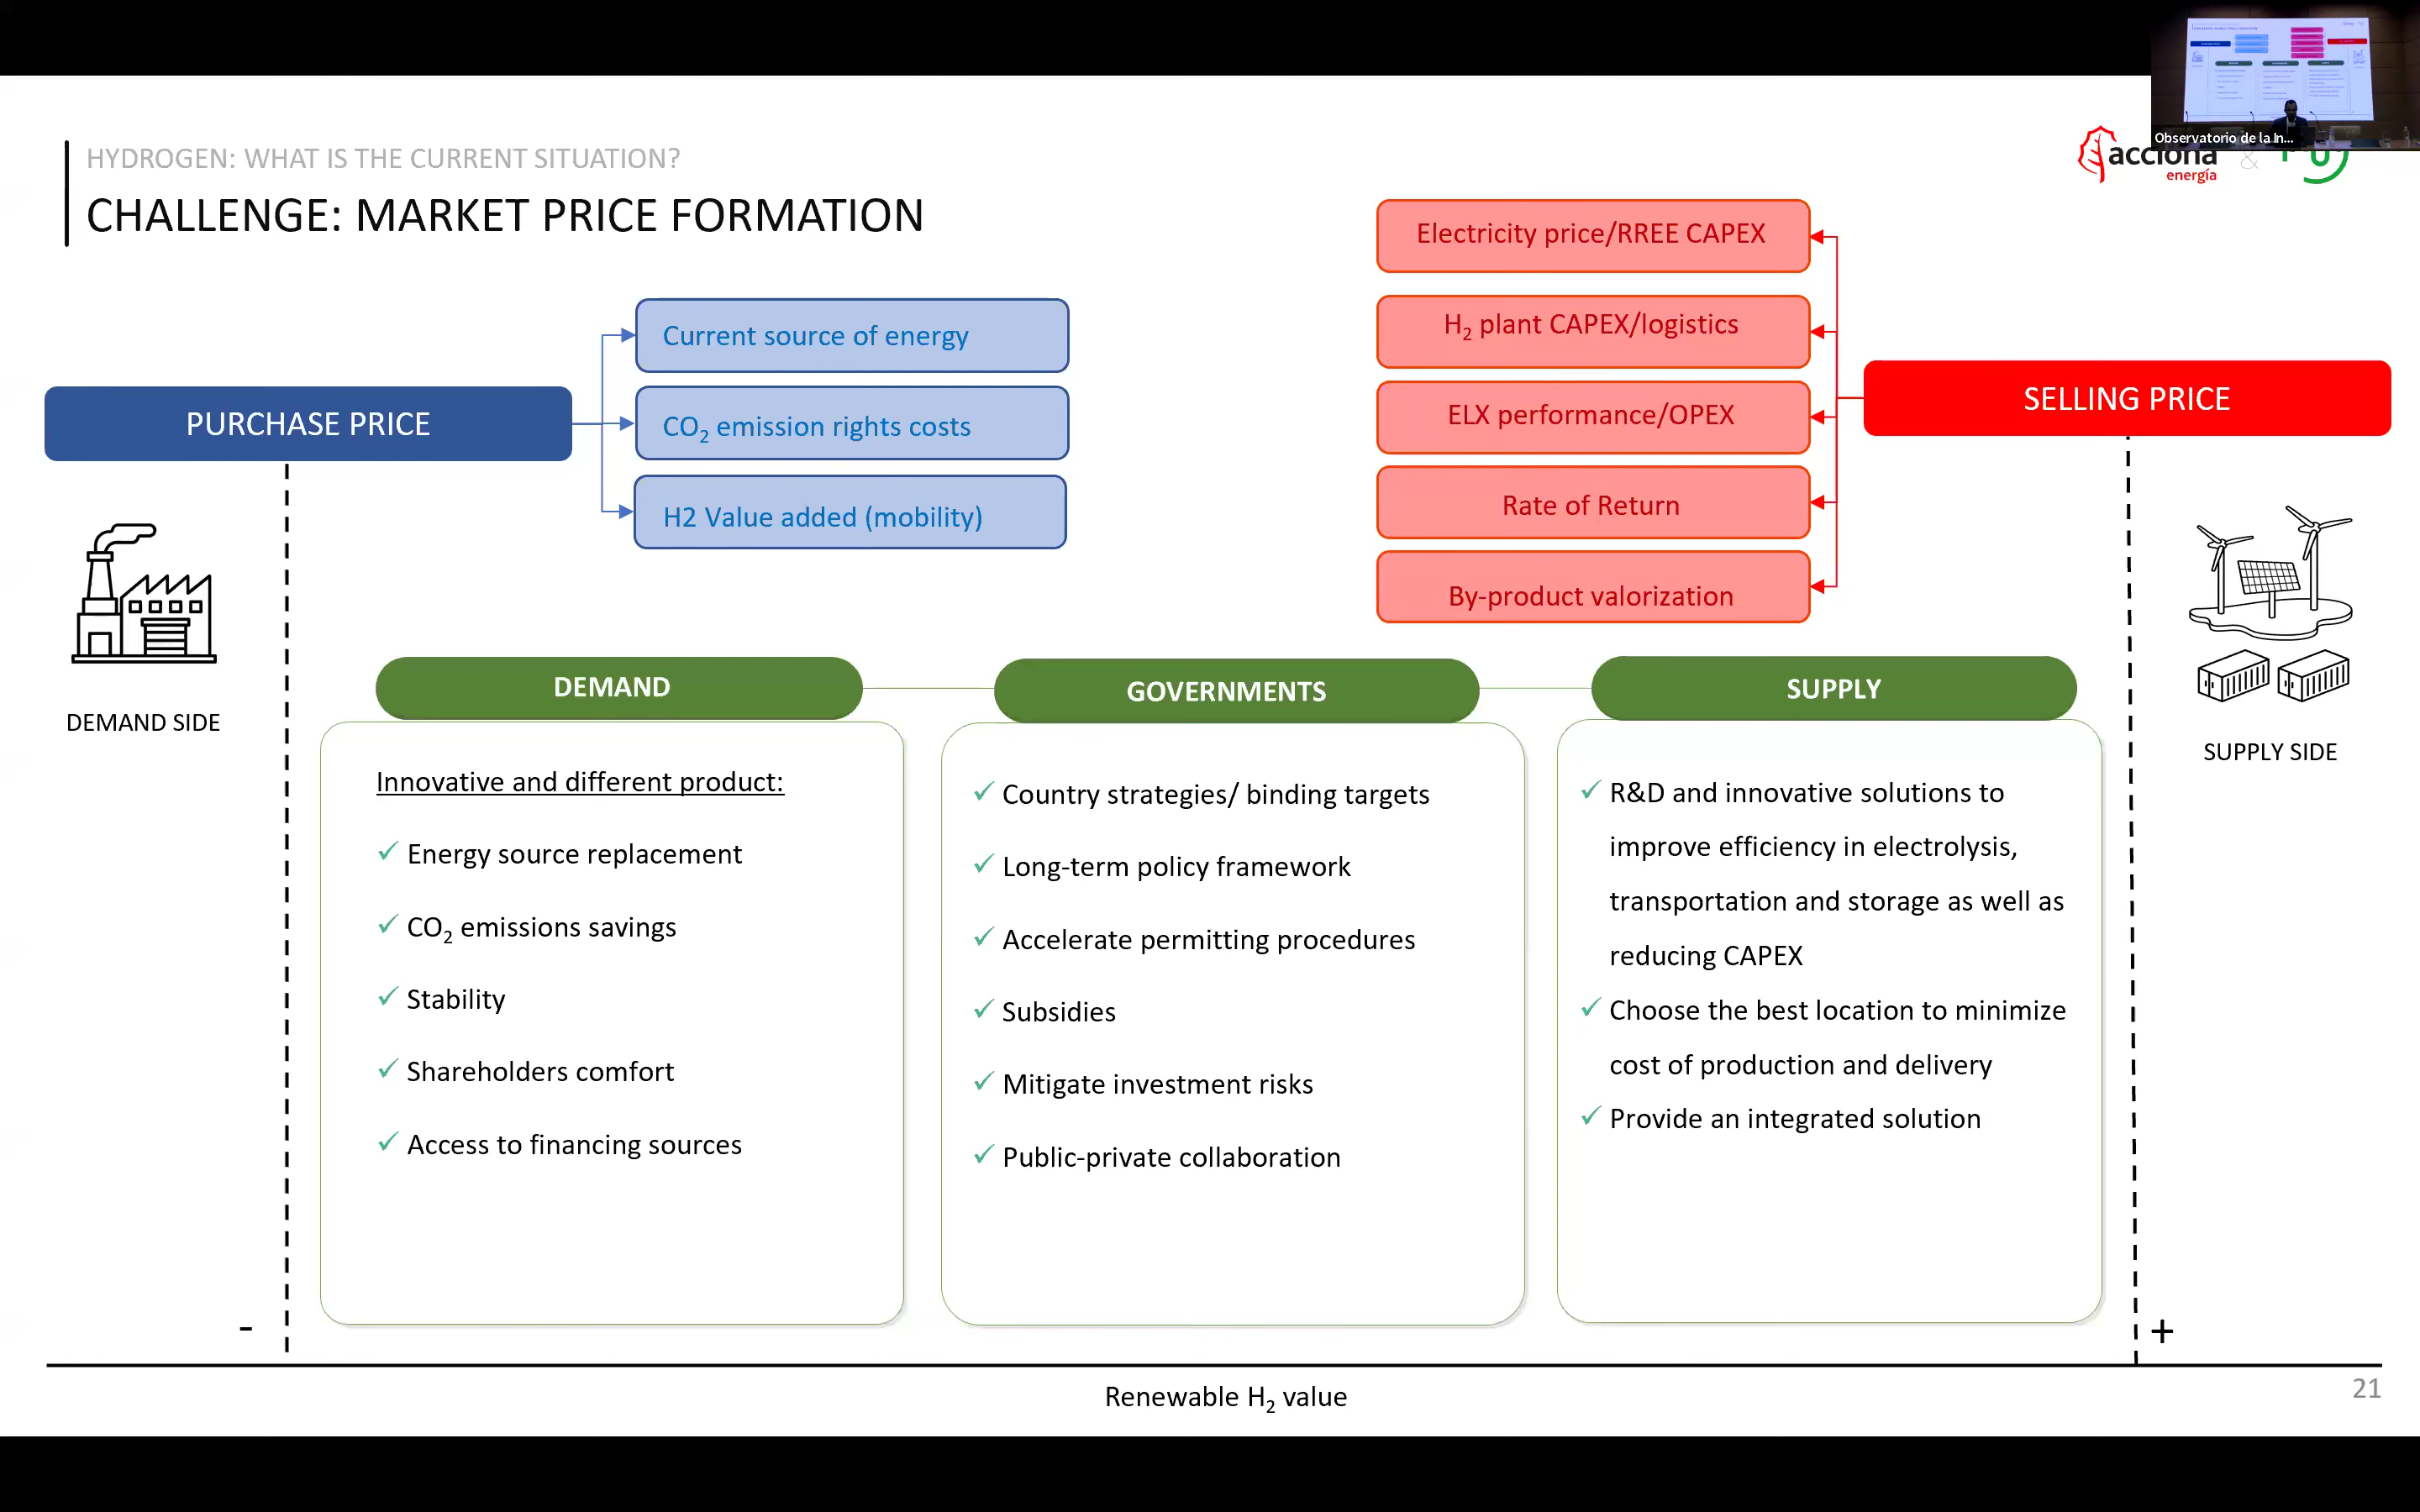 Observatorio de la In...
HYDROGEN: WHAT IS THE CURRENT SITUATION?
CHALLENGE: MARKET PRICE FORMATION
acciona
energía
&
PURCHASE PRICE
Current source of energy
CO₂ emission rights costs
H2 Value added (mobility)
Electricity price/RREE CAPEX
H₂ plant CAPEX/logistics
ELX performance/OPEX
Rate of Return
By-product valorization
SELLING PRICE
DEMAND SIDE
DEMAND
Innovative and different product:
✓ Energy source replacement
✓ CO₂ emissions savings
✓ Stability
✓ Shareholders comfort
✓ Access to financing sources
GOVERNMENTS
✓ Country strategies/ binding targets
✓ Long-term policy framework
✓ Accelerate permitting procedures
✓ Subsidies
✓ Mitigate investment risks
✓ Public-private collaboration
SUPPLY
✓ R&D and innovative solutions to
improve efficiency in electrolysis,
transportation and storage as well as
reducing CAPEX
✓ Choose the best location to minimize
cost of production and delivery
✓ Provide an integrated solution
SUPPLY SIDE
-
+
Renewable H₂ value
21